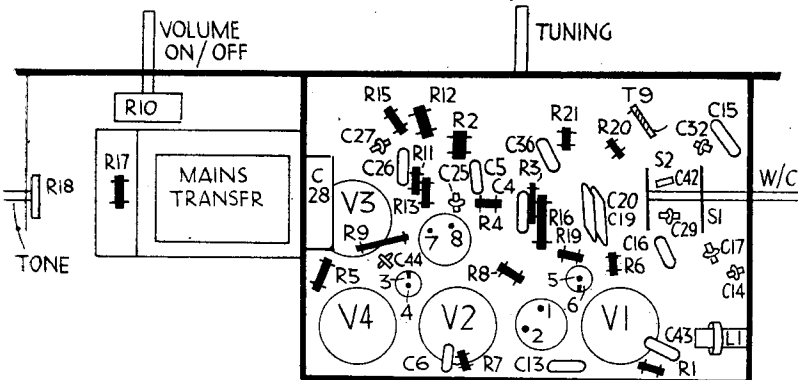 VOLUME
ON/OFF
TUNING
R10
R15
R12
R21
T9
C15
C27
R2
C36
R20
C32
R17
MAINS
TRANSFR
C
28
C26
R11
C25
C5
R3
S2
C42
W/C
R18
V3
R13
C4
R4
R16
C20
C19
C29
S1
R9
7
8
R19
C16
C17
TONE
C44
R5
3
4
R8
5
6
R6
C14
V4
V2
1
2
V1
C43
L1
C6
R7
C13
R1